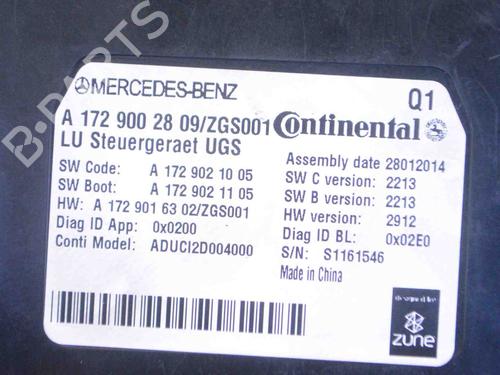 MERCEDES-BENZ
Q1
A 172 900 28 09/ZGS001
Continental
LU Steuergeraet UGS
Assembly date 28012014
SW Code: A 172 902 10 05
SW C version: 2213
SW Boot: A 172 902 11 05
SW B version: 2213
HW: A 172 901 63 02/ZGS001
HW version 2912
Diag ID App: 0x0200
Diag ID BL: 0x02E0
Conti Model: ADUCI2D004000
S/N: S1161546
Made in China
designed for
zune
B-PARTS